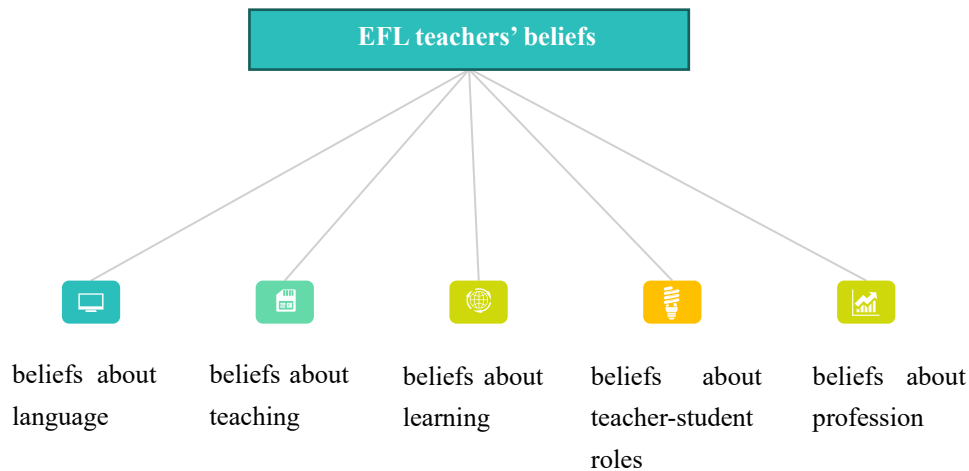 EFL teachers’ beliefs
beliefs about
language
beliefs about
teaching
beliefs about
learning
beliefs about
teacher-student
roles
beliefs about
profession